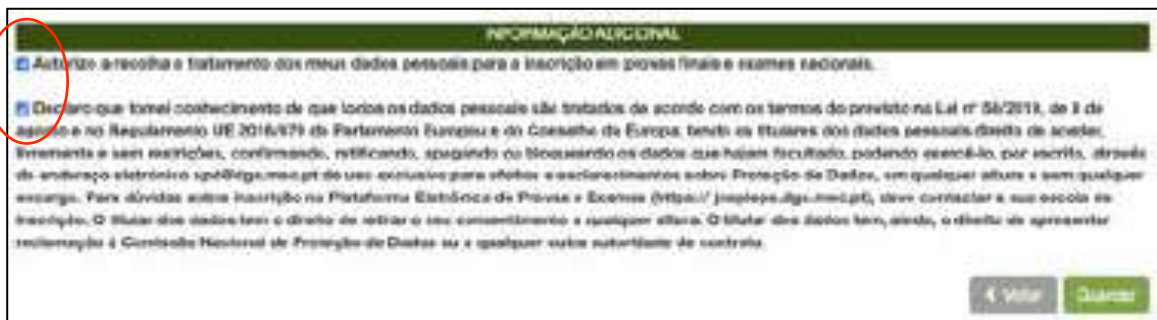 INFORMAÇÃO ADICIONAL
Autorizo a recolha e tratamento dos meus dados pessoais para a inscrição em provas finais e exames nacionais.
Declaro que tomei conhecimento de que todos os dados pessoais são tratados de acordo com os termos do previsto na Lei nº 58/2019, de 8 de
agosto e no Regulamento UE 2016/679 do Parlamento Europeu e do Conselho da Europa, tendo os titulares dos dados pessoais direito de aceder,
livremente e sem restrições, confirmando, retificando, apagando ou bloqueando os dados que hajam facultado, podendo exercê-lo, por escrito, através
do endereço eletrónico de uso exclusivo para efeitos e esclarecimentos sobre Proteção de Dados, em qualquer altura e sem qualquer
encargo. Para dúvidas sobre inscrição na Plataforma Eletrónica de Provas e Exames deve contactar a sua escola de
inscrição. O titular dos dados tem o direito de retirar o seu consentimento a qualquer altura. O titular dos dados tem, ainda, o direito de apresentar
reclamação à Comissão Nacional de Proteção de Dados ou a qualquer outra autoridade de controlo.
Voltar
Guardar